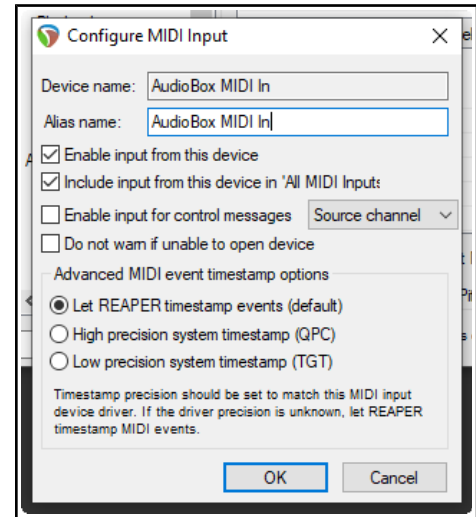 Configure MIDI Input
Device name: AudioBox MIDI In
Alias name: AudioBox MIDI In
Enable input from this device
Include input from this device in 'All MIDI Inputs
Enable input for control messages Source channel
Do not warn if unable to open device
Advanced MIDI event timestamp options
Let REAPER timestamp events (default)
High precision system timestamp (QPC)
Low precision system timestamp (TGT)
Timestamp precision should be set to match this MIDI input
device driver. If the driver precision is unknown, let REAPER
timestamp MIDI events.
OK Cancel